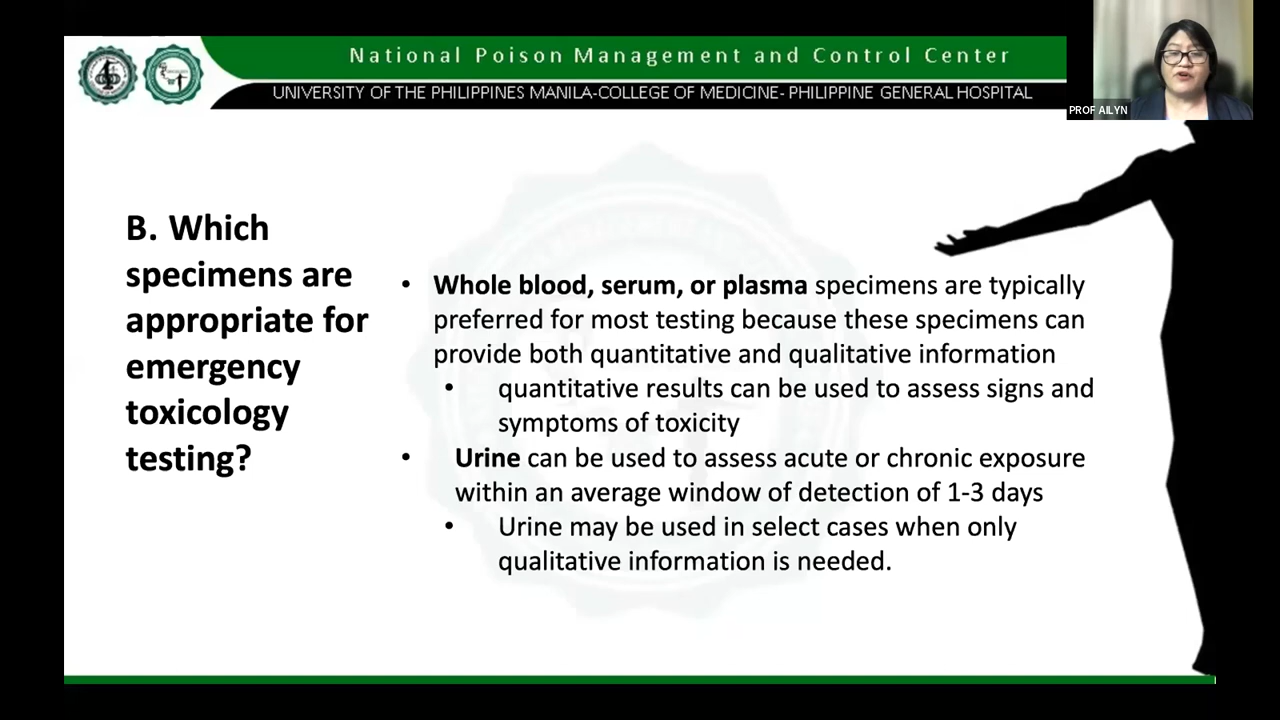 National Poison Management and Control Center
UNIVERSITY OF THE PHILIPPINES MANILA-COLLEGE OF MEDICINE- PHILIPPINE GENERAL HOSPITAL
PROF AILYN
B. Which
specimens are
appropriate for
emergency
toxicology
testing?
• Whole blood, serum, or plasma specimens are typically
preferred for most testing because these specimens can
provide both quantitative and qualitative information
• quantitative results can be used to assess signs and
symptoms of toxicity
• Urine can be used to assess acute or chronic exposure
within an average window of detection of 1-3 days
• Urine may be used in select cases when only
qualitative information is needed.